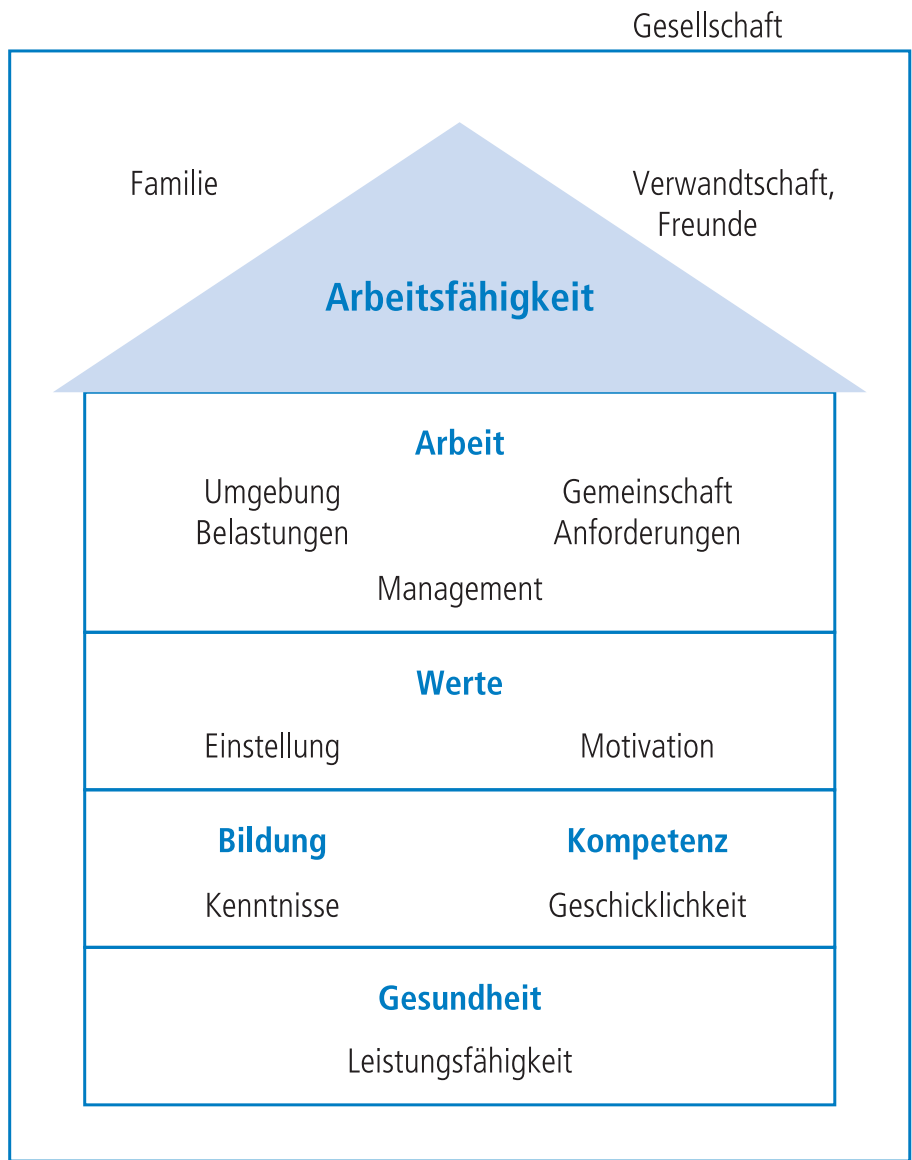 Gesellschaft
Familie
Verwandtschaft,
Freunde
Arbeitsfähigkeit
Arbeit
Umgebung
Belastungen
Gemeinschaft
Anforderungen
Management
Werte
Einstellung
Motivation
Bildung
Kenntnisse
Kompetenz
Geschicklichkeit
Gesundheit
Leistungsfähigkeit